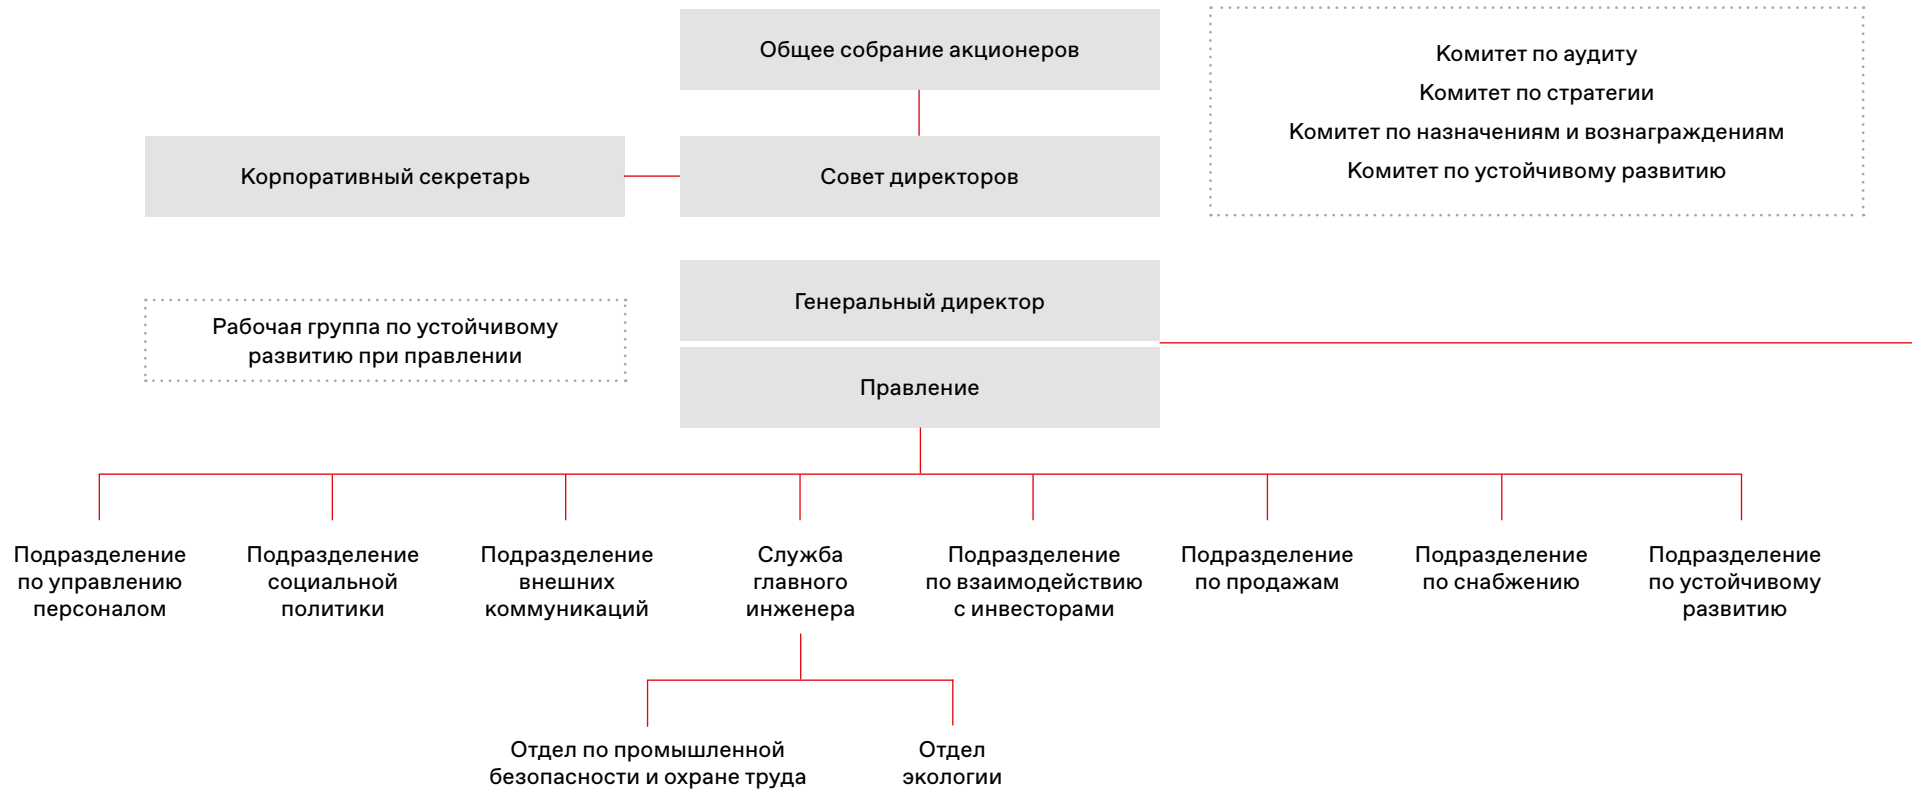 Общее собрание акционеров
Комитет по аудиту
Комитет по стратегии
Комитет по назначениям и вознаграждениям
Комитет по устойчивому развитию
Корпоративный секретарь
Совет директоров
Генеральный директор
Рабочая группа по устойчивому
развитию при правлении
Правление
Подразделение
по управлению
персоналом
Подразделение
социальной
политики
Подразделение
внешних
коммуникаций
Служба
главного
инженера
Подразделение
по взаимодействию
с инвесторами
Подразделение
по продажам
Подразделение
по снабжению
Подразделение
по устойчивому
развитию
Отдел по промышленной
безопасности и охране труда
Отдел
экологии